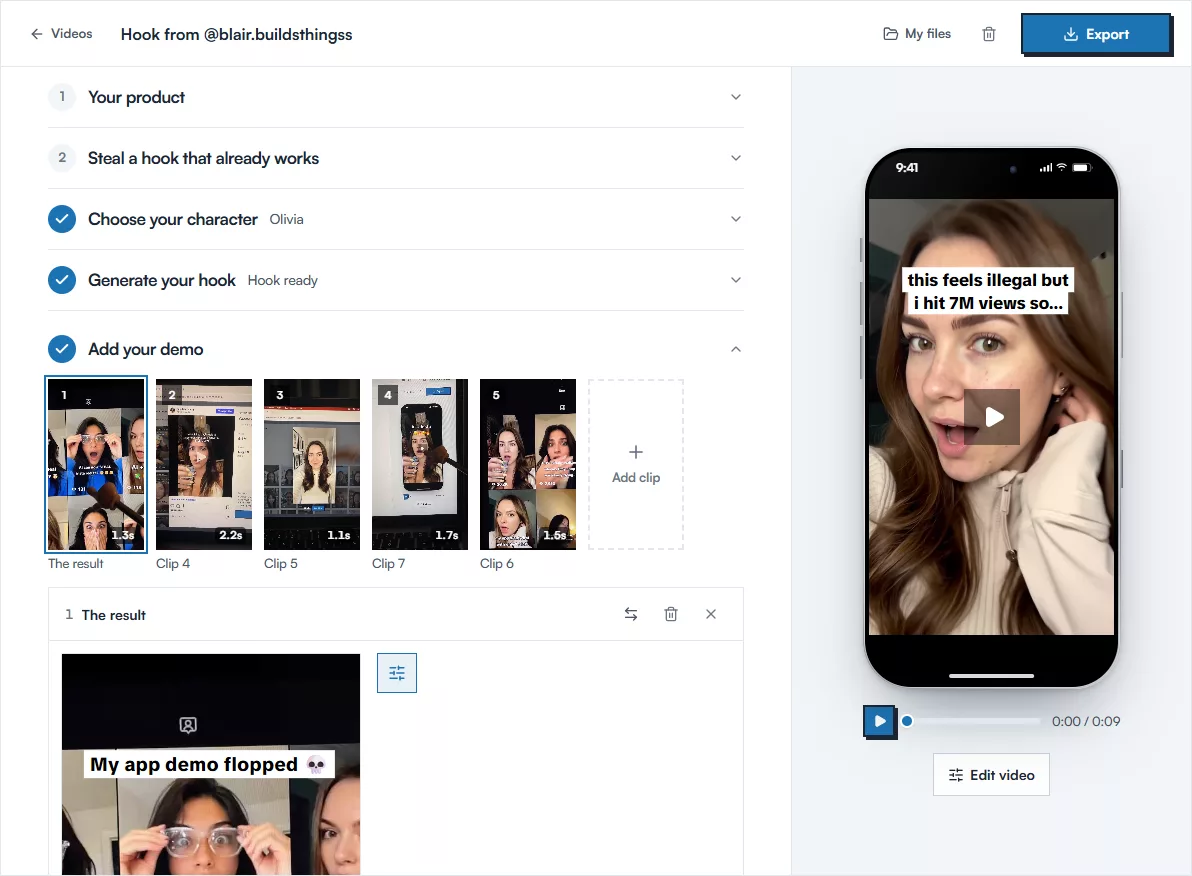 Videos
Hook from @blair.buildsthingss
My files
Export
1
Your product
2
Steal a hook that already works
Choose your character
Olivia
Generate your hook
Hook ready
Add your demo
1
1.3s
2
2.2s
3
1.1s
4
1.7s
5
1.5s
Add clip
The result
Clip 4
Clip 5
Clip 7
Clip 6
1 The result
My app demo flopped 💀
9:41
this feels illegal but
i hit 7M views so...
0:00 / 0:09
Edit video